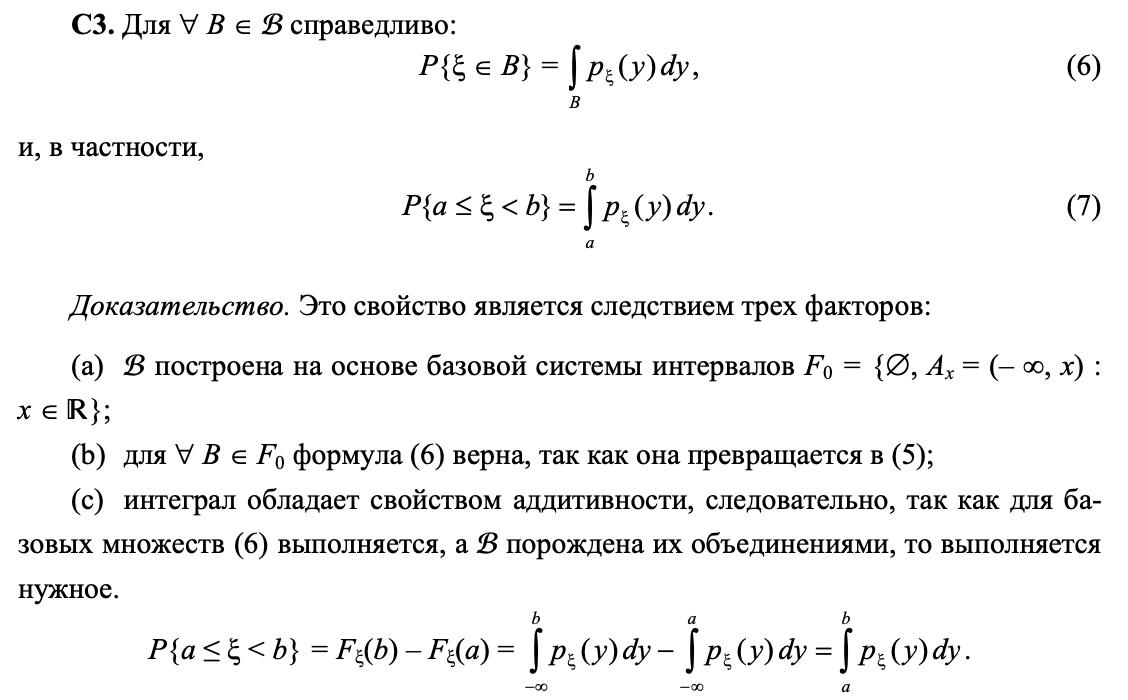 С3. Для ∀ B ∈ ℬ справедливо:
P{ξ ∈ B} = ∫_B p_ξ(y) dy, (6)
и, в частности,
P{a ≤ ξ < b} = ∫_a^b p_ξ(y) dy. (7)
Доказательство. Это свойство является следствием трех факторов:
(a) ℬ построена на основе базовой системы интервалов F₀ = {∅, Aₓ = (– ∞, x) :
x ∈ ℝ};
(b) для ∀ B ∈ F₀ формула (6) верна, так как она превращается в (5);
(c) интеграл обладает свойством аддитивности, следовательно, так как для ба-
зовых множеств (6) выполняется, а ℬ порождена их объединениями, то выполняется
нужное.
P{a ≤ ξ < b} = F_ξ(b) – F_ξ(a) = ∫_{–∞}^b p_ξ(y) dy – ∫_{–∞}^a p_ξ(y) dy = ∫_a^b p_ξ(y) dy.